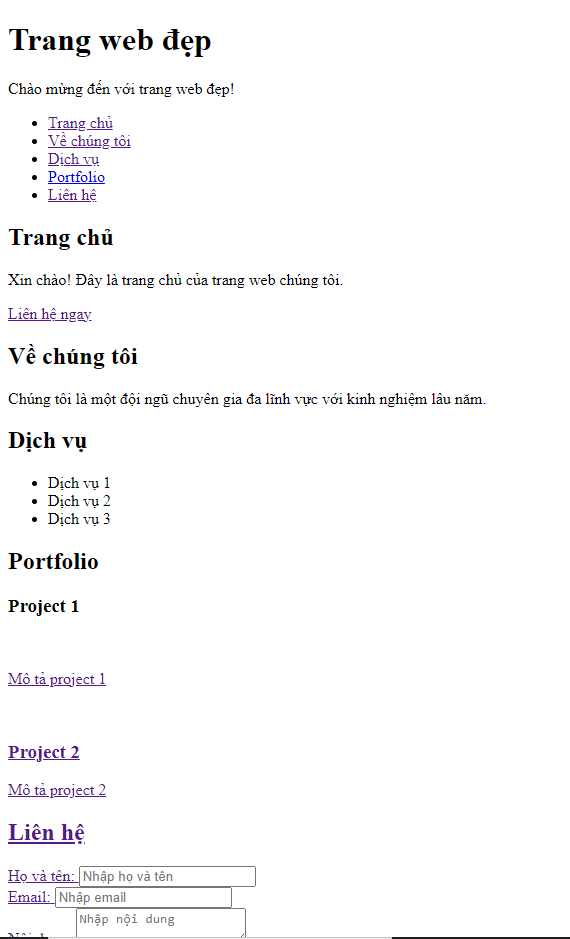 Trang web đẹp
Chào mừng đến với trang web đẹp!
Trang chủ
Về chúng tôi
Dịch vụ
Portfolio
Liên hệ
Trang chủ
Xin chào! Đây là trang chủ của trang web chúng tôi.
Liên hệ ngay
Về chúng tôi
Chúng tôi là một đội ngũ chuyên gia đa lĩnh vực với kinh nghiệm lâu năm.
Dịch vụ
Dịch vụ 1
Dịch vụ 2
Dịch vụ 3
Portfolio
Project 1
Mô tả project 1
Project 2
Mô tả project 2
Liên hệ
Họ và tên: Nhập họ và tên
Email: Nhập email
Nhập nội dung